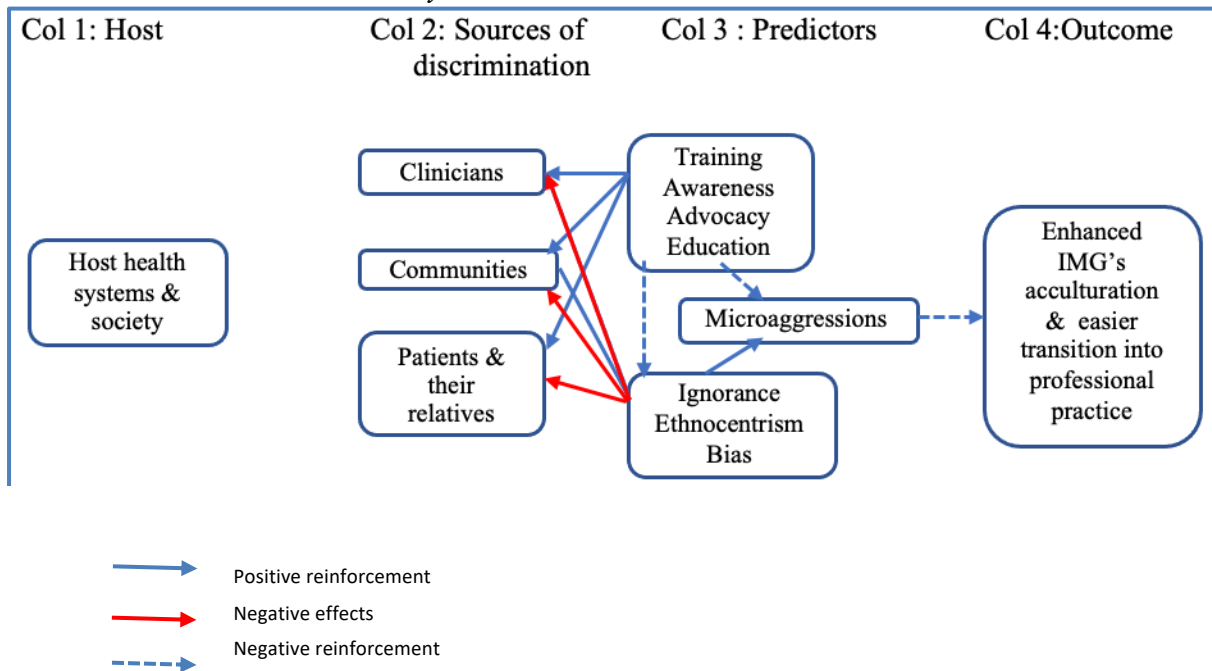 Col 1: Host
Col 2: Sources of
discrimination
Col 3 : Predictors
Col 4:Outcome
Host health
systems &
society
Clinicians
Communities
Patients &
their
relatives
Training
Awareness
Advocacy
Education
Microaggressions
Ignorance
Ethnocentrism
Bias
Enhanced
IMG’s
acculturation
& easier
transition into
professional
practice
Positive reinforcement
Negative effects
Negative reinforcement